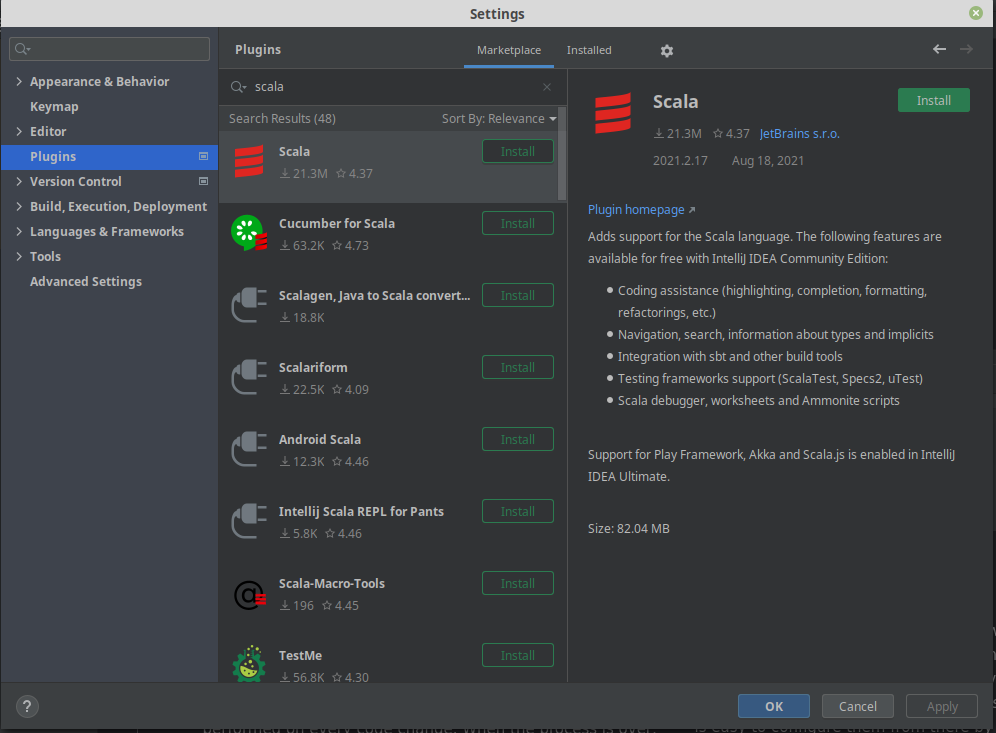 Settings
Plugins
Marketplace
Installed
Appearance & Behavior
Keymap
Editor
Plugins
Version Control
Build, Execution, Deployment
Languages & Frameworks
Tools
Advanced Settings
scala
Search Results (48)
Sort By: Relevance
Scala
21.3M 4.37
Install
Cucumber for Scala
63.2K 4.73
Install
Scalagen, Java to Scala convert...
18.8K
Install
Scalariform
22.5K 4.09
Install
Android Scala
12.3K 4.46
Install
Intellij Scala REPL for Pants
5.8K 4.46
Install
Scala-Macro-Tools
196 4.45
Install
TestMe
56.8K 4.30
Install
Scala
Install
21.3M 4.37 JetBrains s.r.o.
2021.2.17 Aug 18, 2021
Plugin homepage ↗
Adds support for the Scala language. The following features are
available for free with IntelliJ IDEA Community Edition:
• Coding assistance (highlighting, completion, formatting,
refactorings, etc.)
• Navigation, search, information about types and implicits
• Integration with sbt and other build tools
• Testing frameworks support (ScalaTest, Specs2, uTest)
• Scala debugger, worksheets and Ammonite scripts
Support for Play Framework, Akka and Scala.js is enabled in IntelliJ
IDEA Ultimate.
Size: 82.04 MB
?
OK
Cancel
Apply